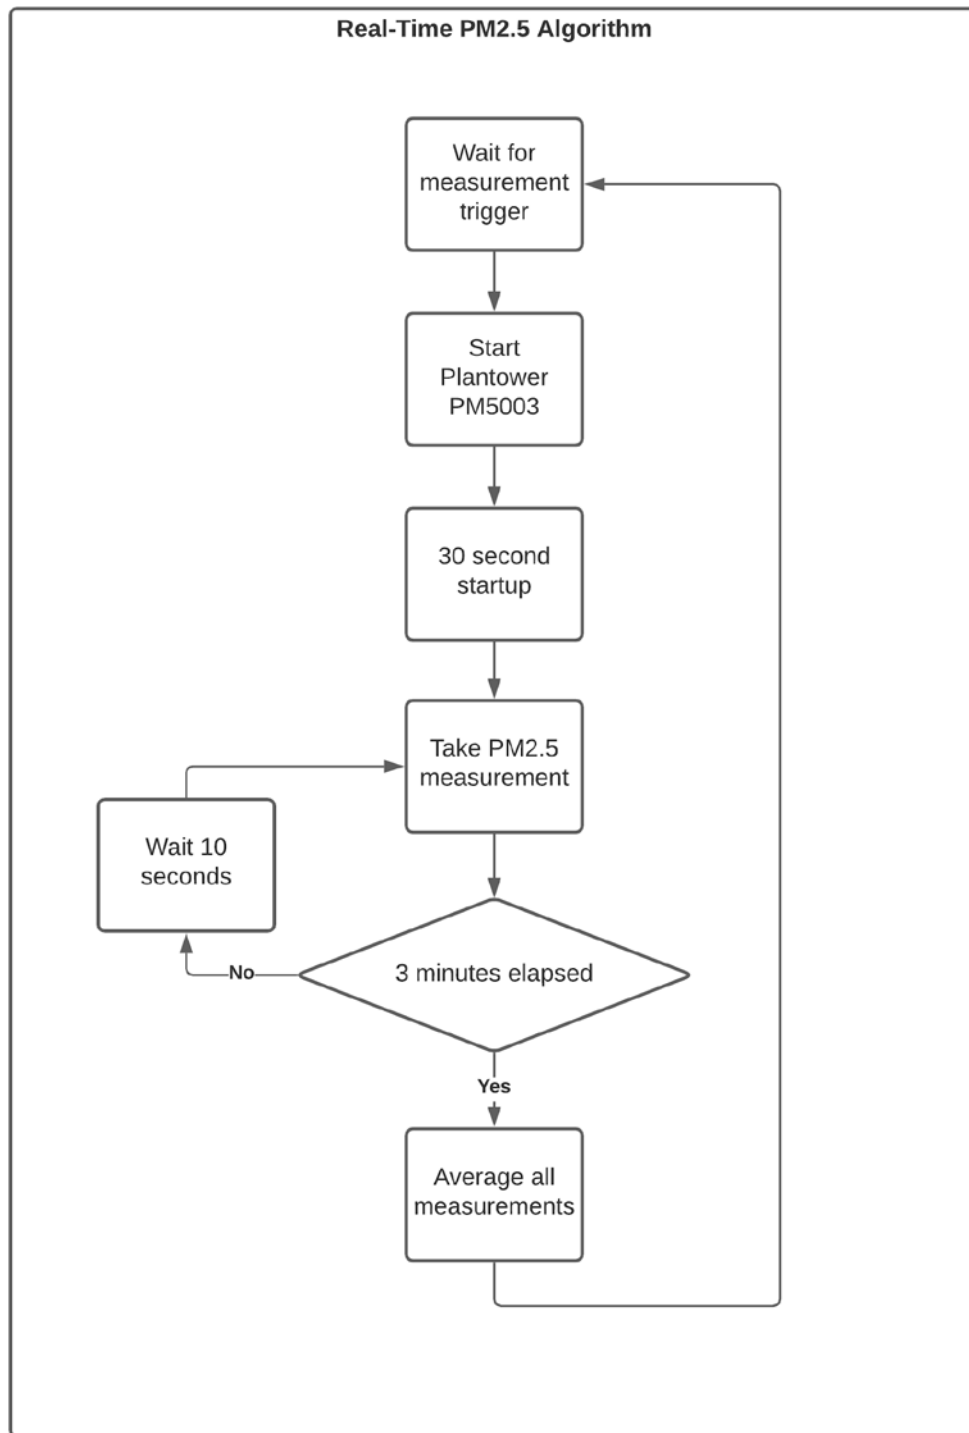 Real-Time PM2.5 Algorithm
Wait for
measurement
trigger
Start
Plantower
PM5003
30 second
startup
Take PM2.5
measurement
Wait 10
seconds
No
3 minutes elapsed
Yes
Average all
measurements